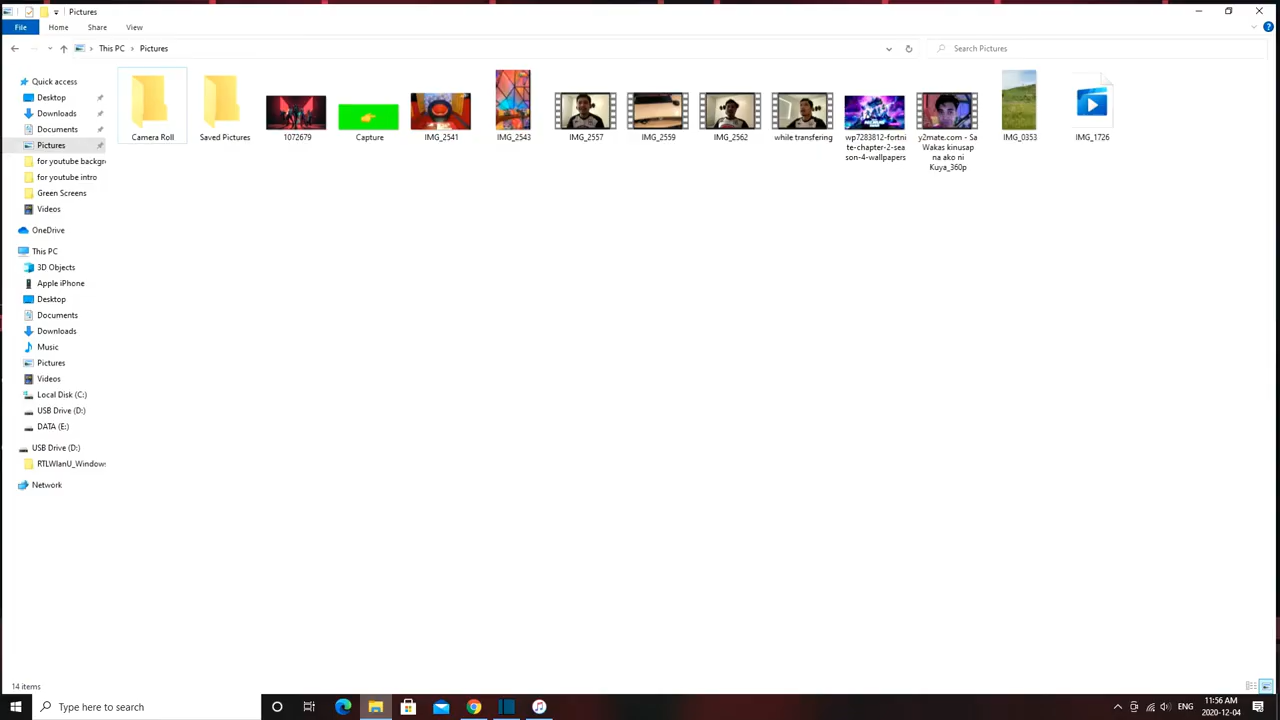 Pictures
File Home Share View
This PC > Pictures
Search Pictures
Quick access
Desktop
Downloads
Documents
Pictures
for youtube backgro
for youtube intro
Green Screens
Videos
OneDrive
This PC
3D Objects
Apple iPhone
Desktop
Documents
Downloads
Music
Pictures
Videos
Local Disk (C:)
USB Drive (D:)
DATA (E:)
USB Drive (D:)
RTLWlanU_Windows
Network
Camera Roll
Saved Pictures
1072679
Capture
IMG_2541
IMG_2543
IMG_2557
IMG_2559
IMG_2562
while transfering
wp7283812-fortni
te-chapter-2-sea
son-4-wallpapers
y2mate.com - Sa
Wakas kinusap
na ako ni
Kuya_360p
IMG_0353
IMG_1726
14 items
Type here to search
ENG
11:56 AM
2020-12-04